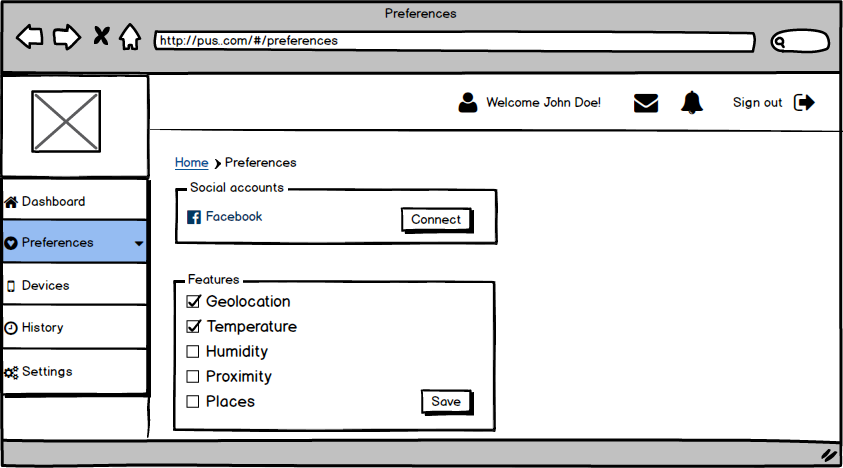 Preferences
http://pus..com/#/preferences
Welcome John Doe!
Sign out
Home
Preferences
Social accounts
Facebook
Connect
Dashboard
Preferences
Devices
History
Settings
Features
Geolocation
Temperature
Humidity
Proximity
Places
Save